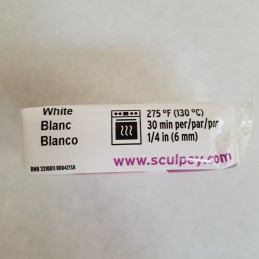 White
Blanc
Blanco
275 °F (130 °C)
30 min per/par/por
1/4 in (6 mm)
www.sculpey.com